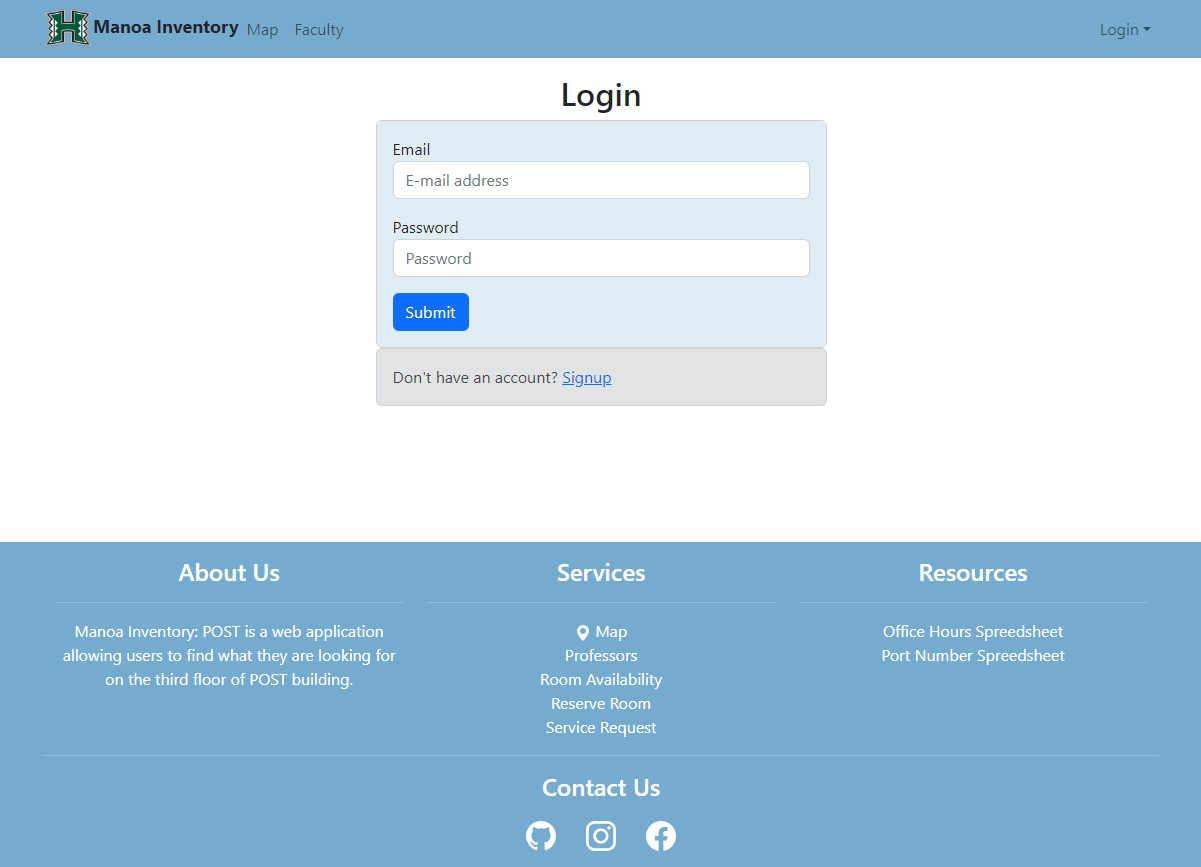 Manoa Inventory Map Faculty Login
Login
Email
E-mail address
Password
Password
Submit
Don't have an account? Signup
About Us
Manoa Inventory: POST is a web application
allowing users to find what they are looking for
on the third floor of POST building.
Services
Map
Professors
Room Availability
Reserve Room
Service Request
Resources
Office Hours Spreedsheet
Port Number Spreedsheet
Contact Us